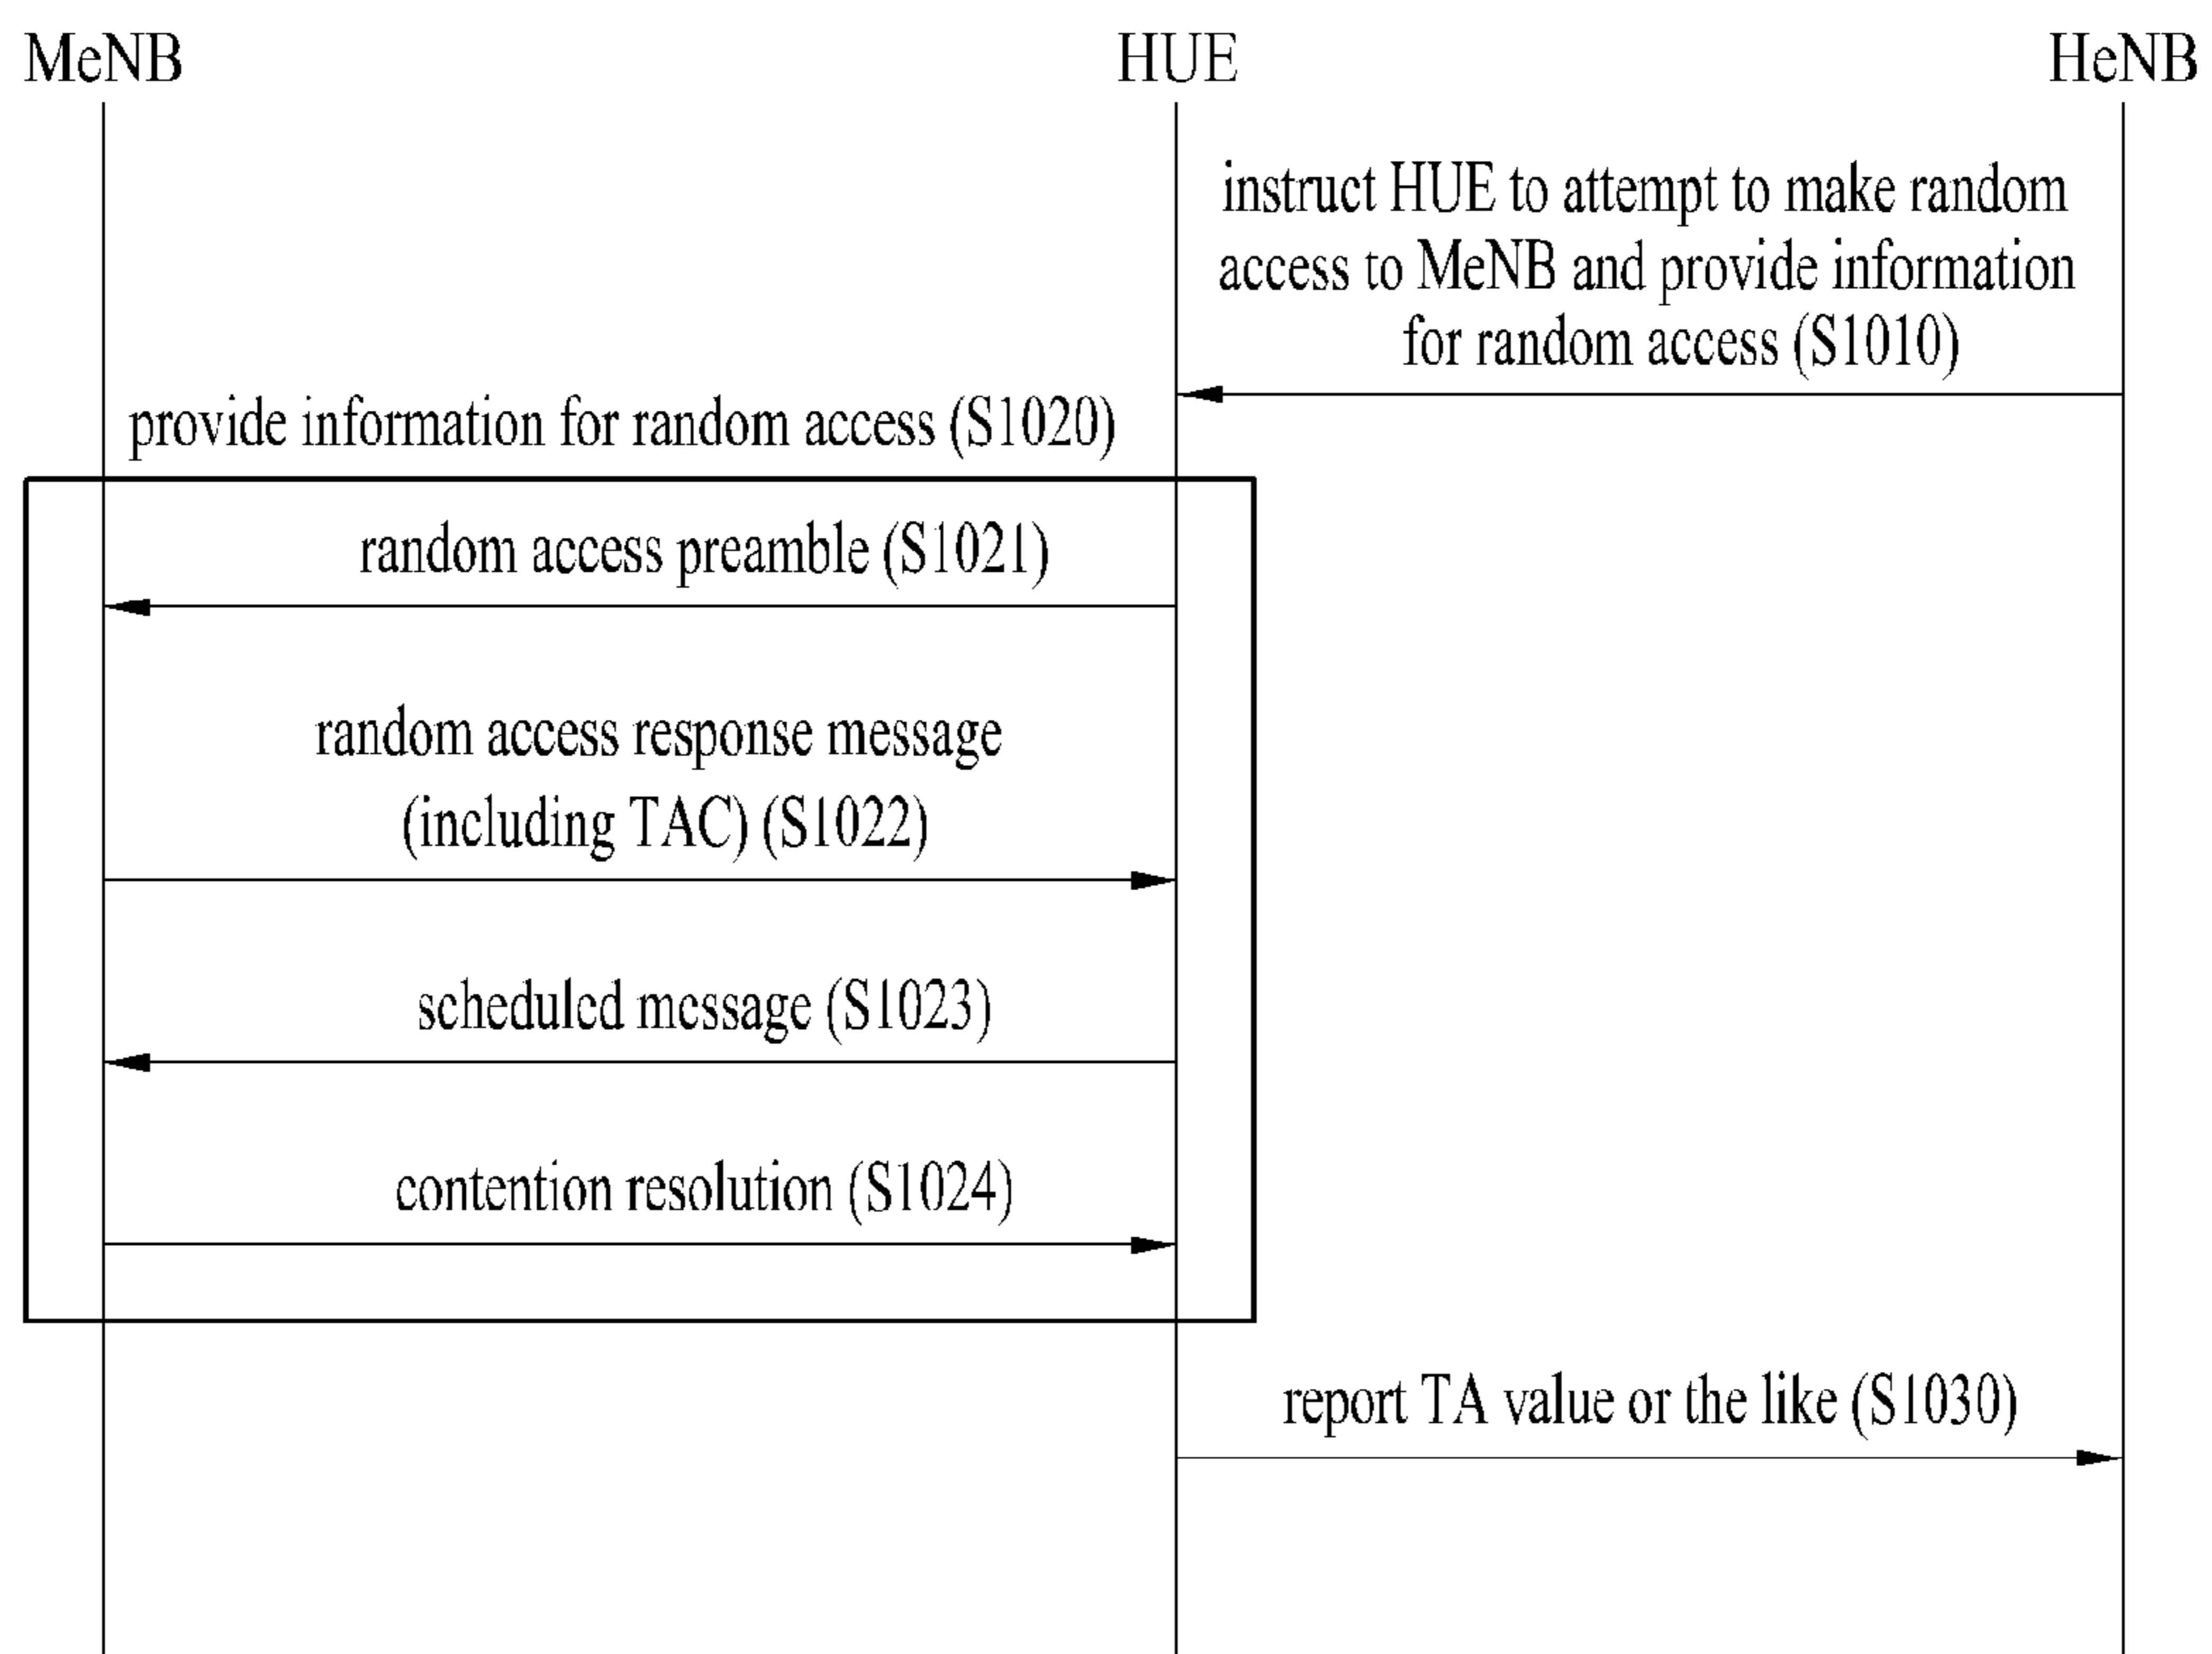 MeNB
HUE
HeNB
instruct HUE to attempt to make random
access to MeNB and provide information
for random access (S1010)
provide information for random access (S1020)
random access preamble (S1021)
random access response message
(including TAC) (S1022)
scheduled message (S1023)
contention resolution (S1024)
report TA value or the like (S1030)